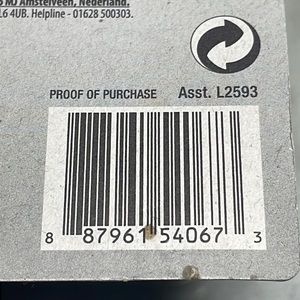 5 MJ Amstelveen, Nederland.
L6 4UB. Helpline - 01628 500303.
PROOF OF PURCHASE Asst. L2593
8 87961 54067 3